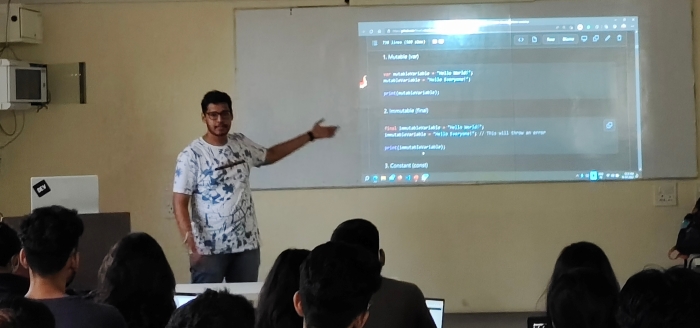 DEV
1. Mutable (var)
var mutableVariable = "Hello World!";
mutableVariable = "Hello Everyone!";
print(mutableVariable);
2. Immutable (final)
final immutableVariable = "Hello World!";
immutableVariable = "Hello Everyone!"; // This will throw an error
print(immutableVariable);
3. Constant (const)